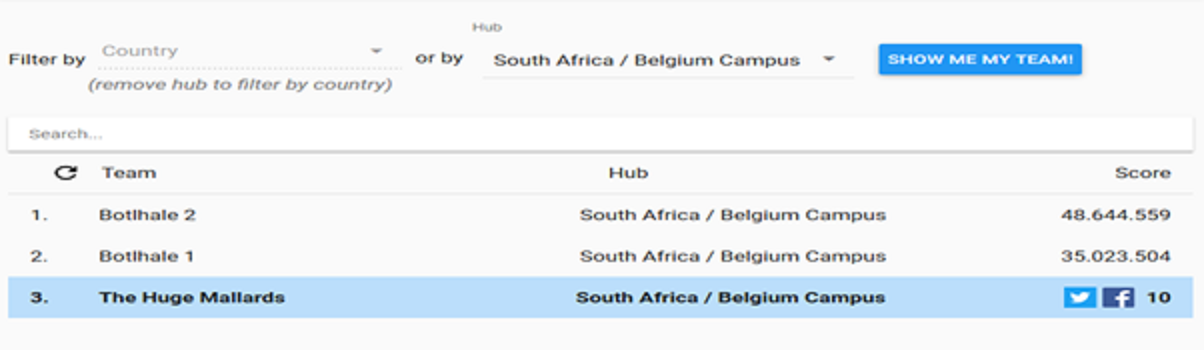 Hub
Filter by Country or by South Africa / Belgium Campus SHOW ME MY TEAM!
(remove hub to filter by country)
Search...
Team Hub Score
1. Botlhale 2 South Africa / Belgium Campus 48.644.559
2. Botlhale 1 South Africa / Belgium Campus 35.023.504
3. The Huge Mallards South Africa / Belgium Campus 10